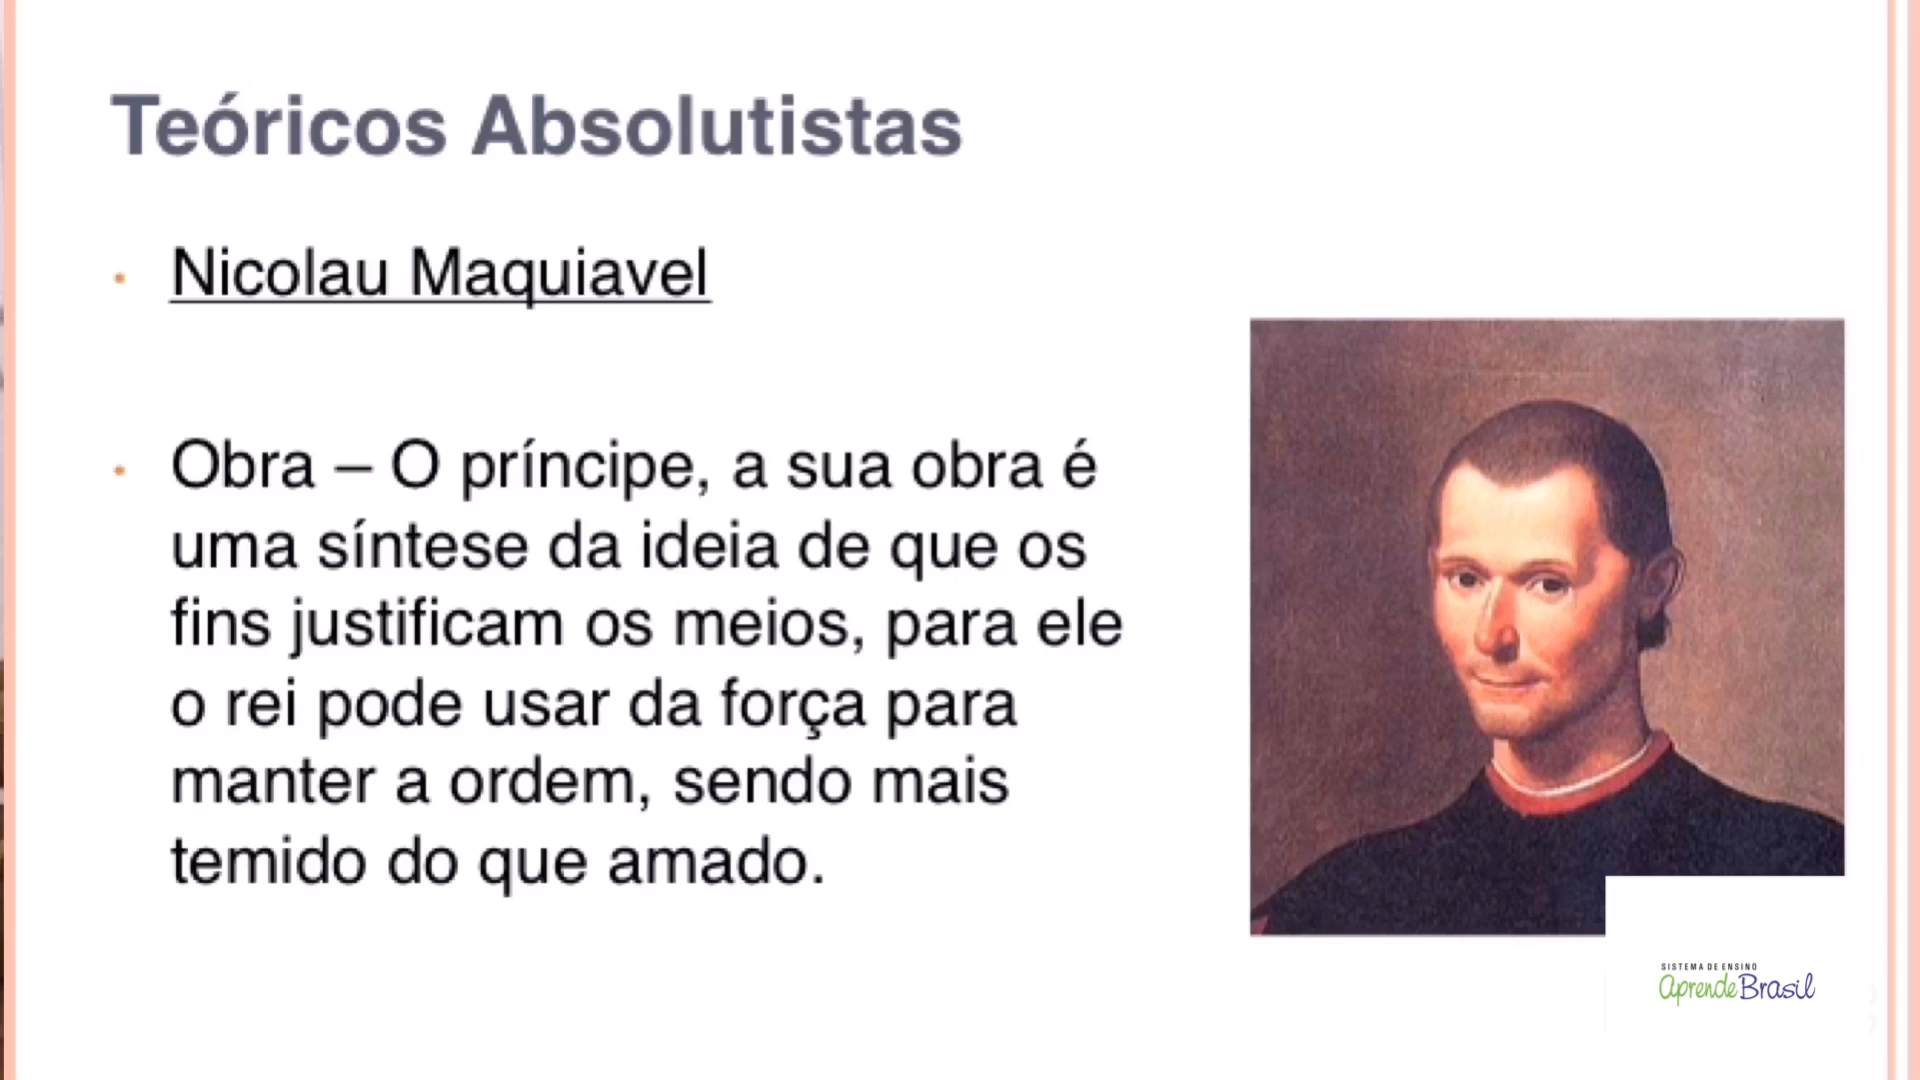 Teóricos Absolutistas
• Nicolau Maquiavel
• Obra – O príncipe, a sua obra é
uma síntese da ideia de que os
fins justificam os meios, para ele
o rei pode usar da força para
manter a ordem, sendo mais
temido do que amado.
SISTEMA DE ENSINO
aprende Brasil